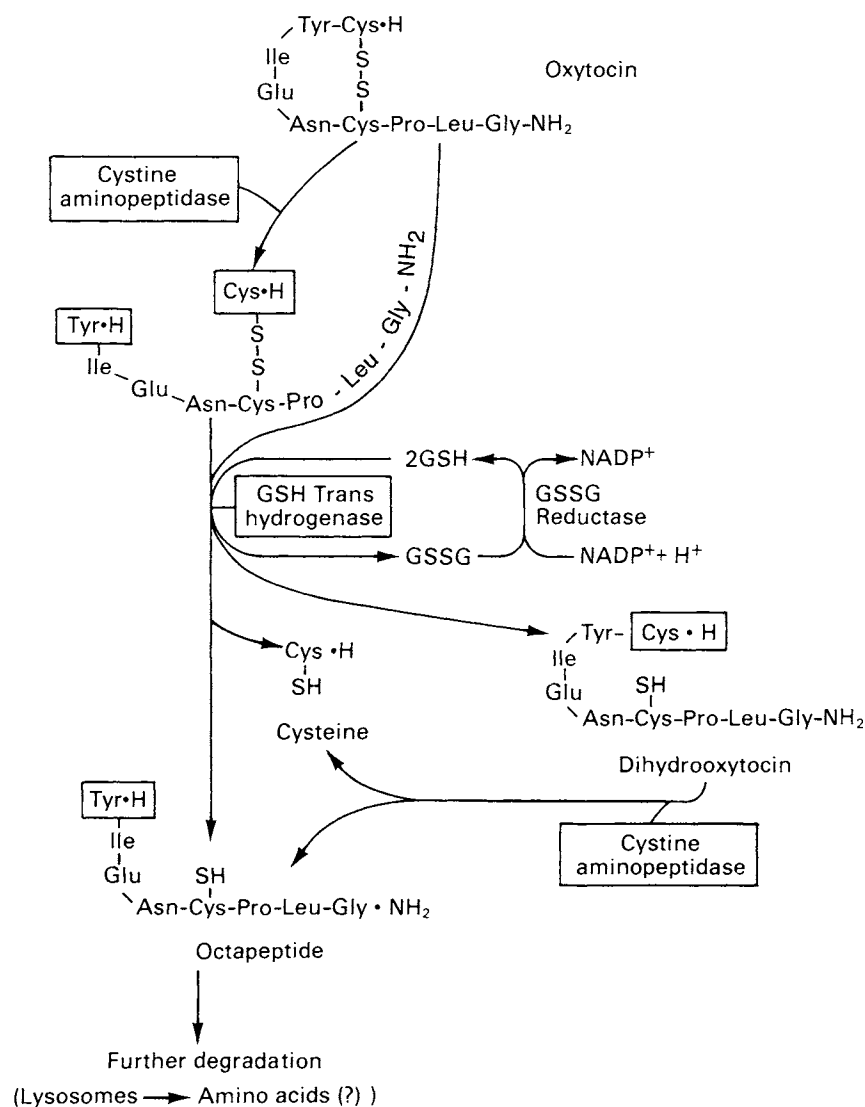 Tyr–Cys•H
Ile
S
S
Glu
Asn-Cys-Pro-Leu-Gly-NH2
Oxytocin
Cystine
aminopeptidase
Cys•H
S
S
Tyr•H
Ile
Glu
Asn-Cys-Pro - Leu - Gly - NH2
2GSH
NADP+
GSH Trans
hydrogenase
GSSG
Reductase
GSSG
NADP++ H+
Cys •H
SH
Cysteine
Tyr– Cys • H
Ile
Glu
SH
Asn–Cys–Pro–Leu–Gly–NH2
Dihydrooxytocin
Cystine
aminopeptidase
Tyr•H
Ile
Glu
SH
Asn–Cys–Pro–Leu–Gly • NH2
Octapeptide
Further degradation
(Lysosomes → Amino acids (?) )